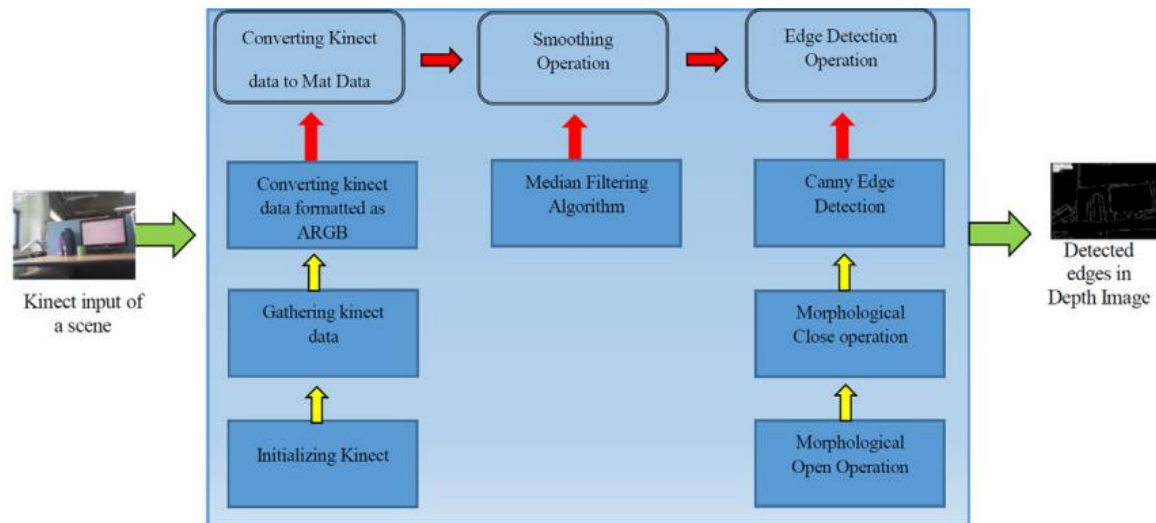 Converting Kinect
data to Mat Data
Smoothing
Operation
Edge Detection
Operation
Converting kinect
data formatted as
ARGB
Median Filtering
Algorithm
Canny Edge
Detection
Kinect input of
a scene
Detected
edges in
Depth Image
Gathering kinect
data
Morphological
Close operation
Initializing Kinect
Morphological
Open Operation